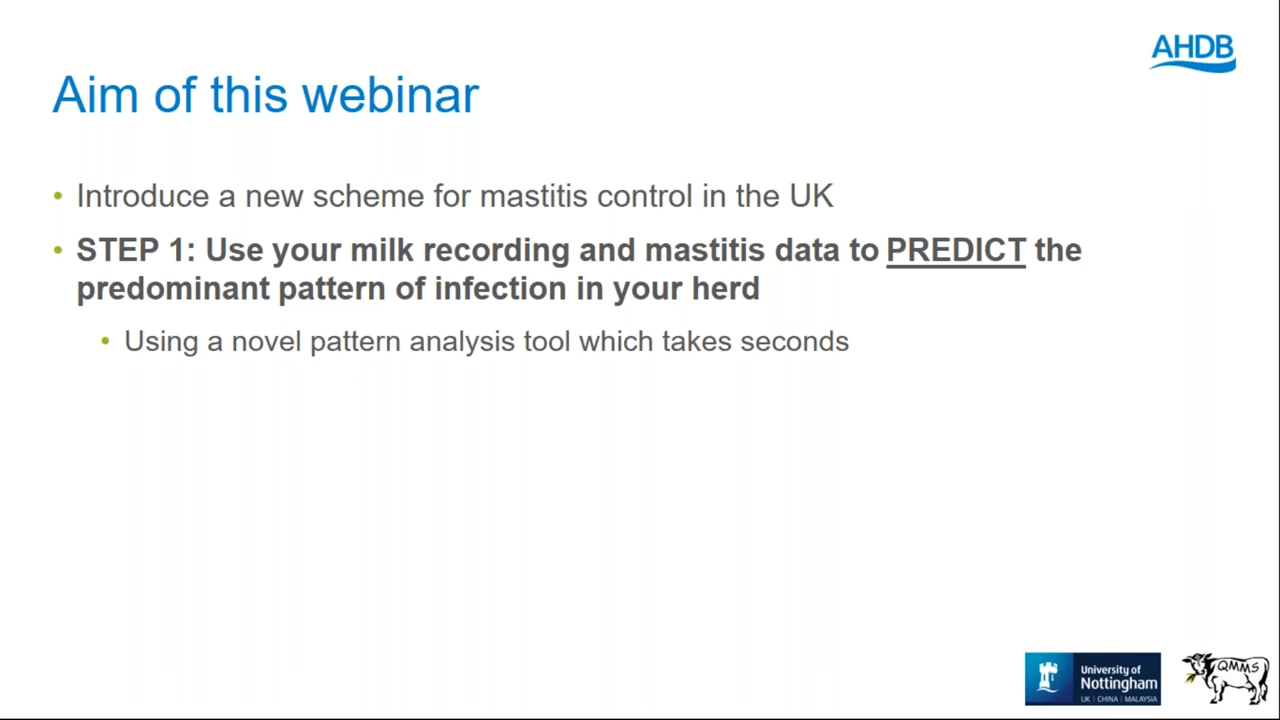 AHDB
Aim of this webinar
• Introduce a new scheme for mastitis control in the UK
• STEP 1: Use your milk recording and mastitis data to PREDICT the
predominant pattern of infection in your herd
• Using a novel pattern analysis tool which takes seconds
University of
Nottingham
UK | CHINA | MALAYSIA
QMMS